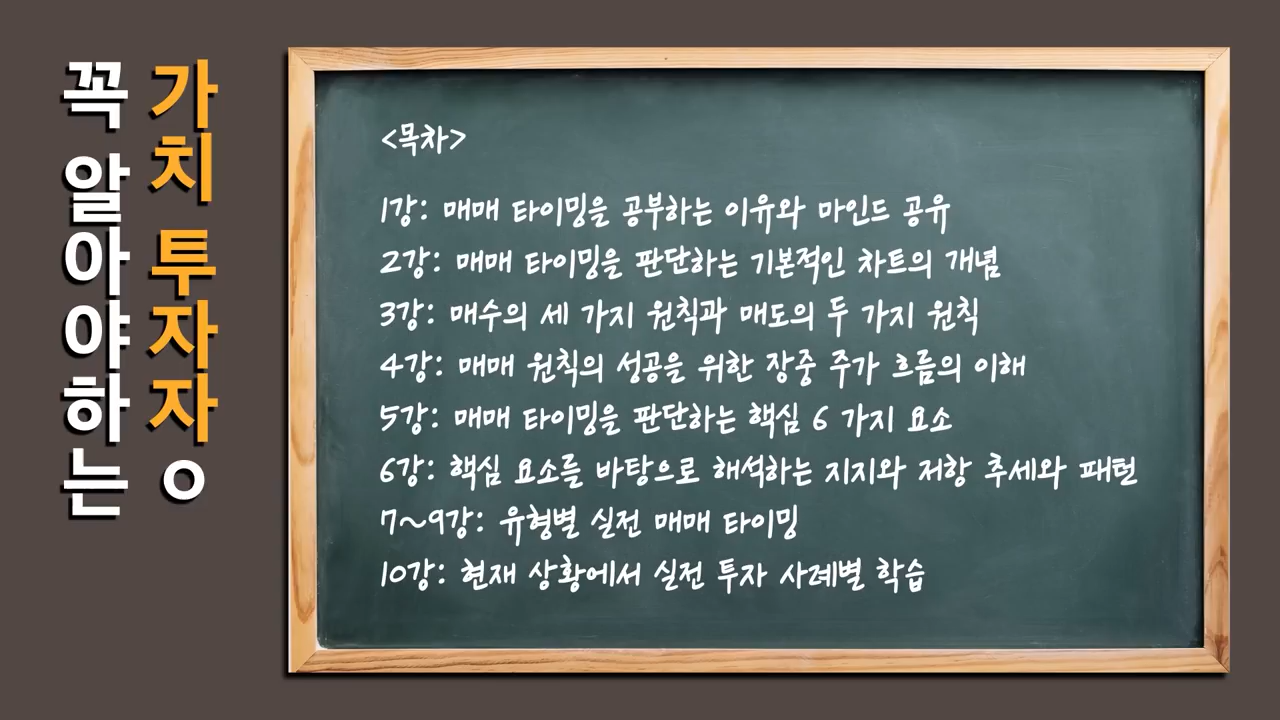 가치 투자자ㅇ
꼭 알아야하는
<목차>
1강: 매매 타이밍을 공부하는 이유와 마인드 공유
2강: 매매 타이밍을 판단하는 기본적인 차트의 개념
3강: 매수의 세 가지 원칙과 매도의 두 가지 원칙
4강: 매매 원칙의 성공을 위한 장중 주가 흐름의 이해
5강: 매매 타이밍을 판단하는 핵심 6 가지 요소
6강: 핵심 요소를 바탕으로 해석하는 지지와 저항 추세와 패턴
7~9강: 유형별 실전 매매 타이밍
10강: 현재 상황에서 실전 투자 사례별 학습